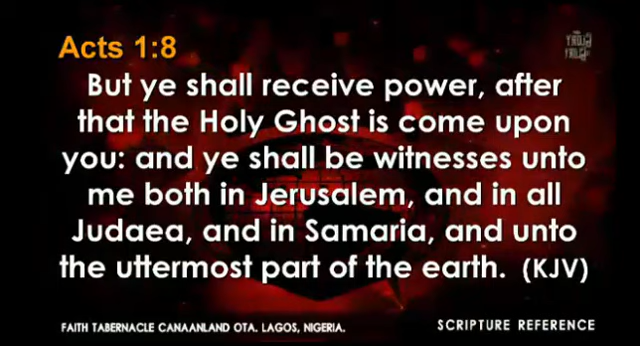 Acts 1:8
But ye shall receive power, after
that the Holy Ghost is come upon
you: and ye shall be witnesses unto
me both in Jerusalem, and in all
Judaea, and in Samaria, and unto
the uttermost part of the earth. (KJV)
FAITH TABERNACLE CANAANLAND OTA. LAGOS, NIGERIA.
SCRIPTURE REFERENCE